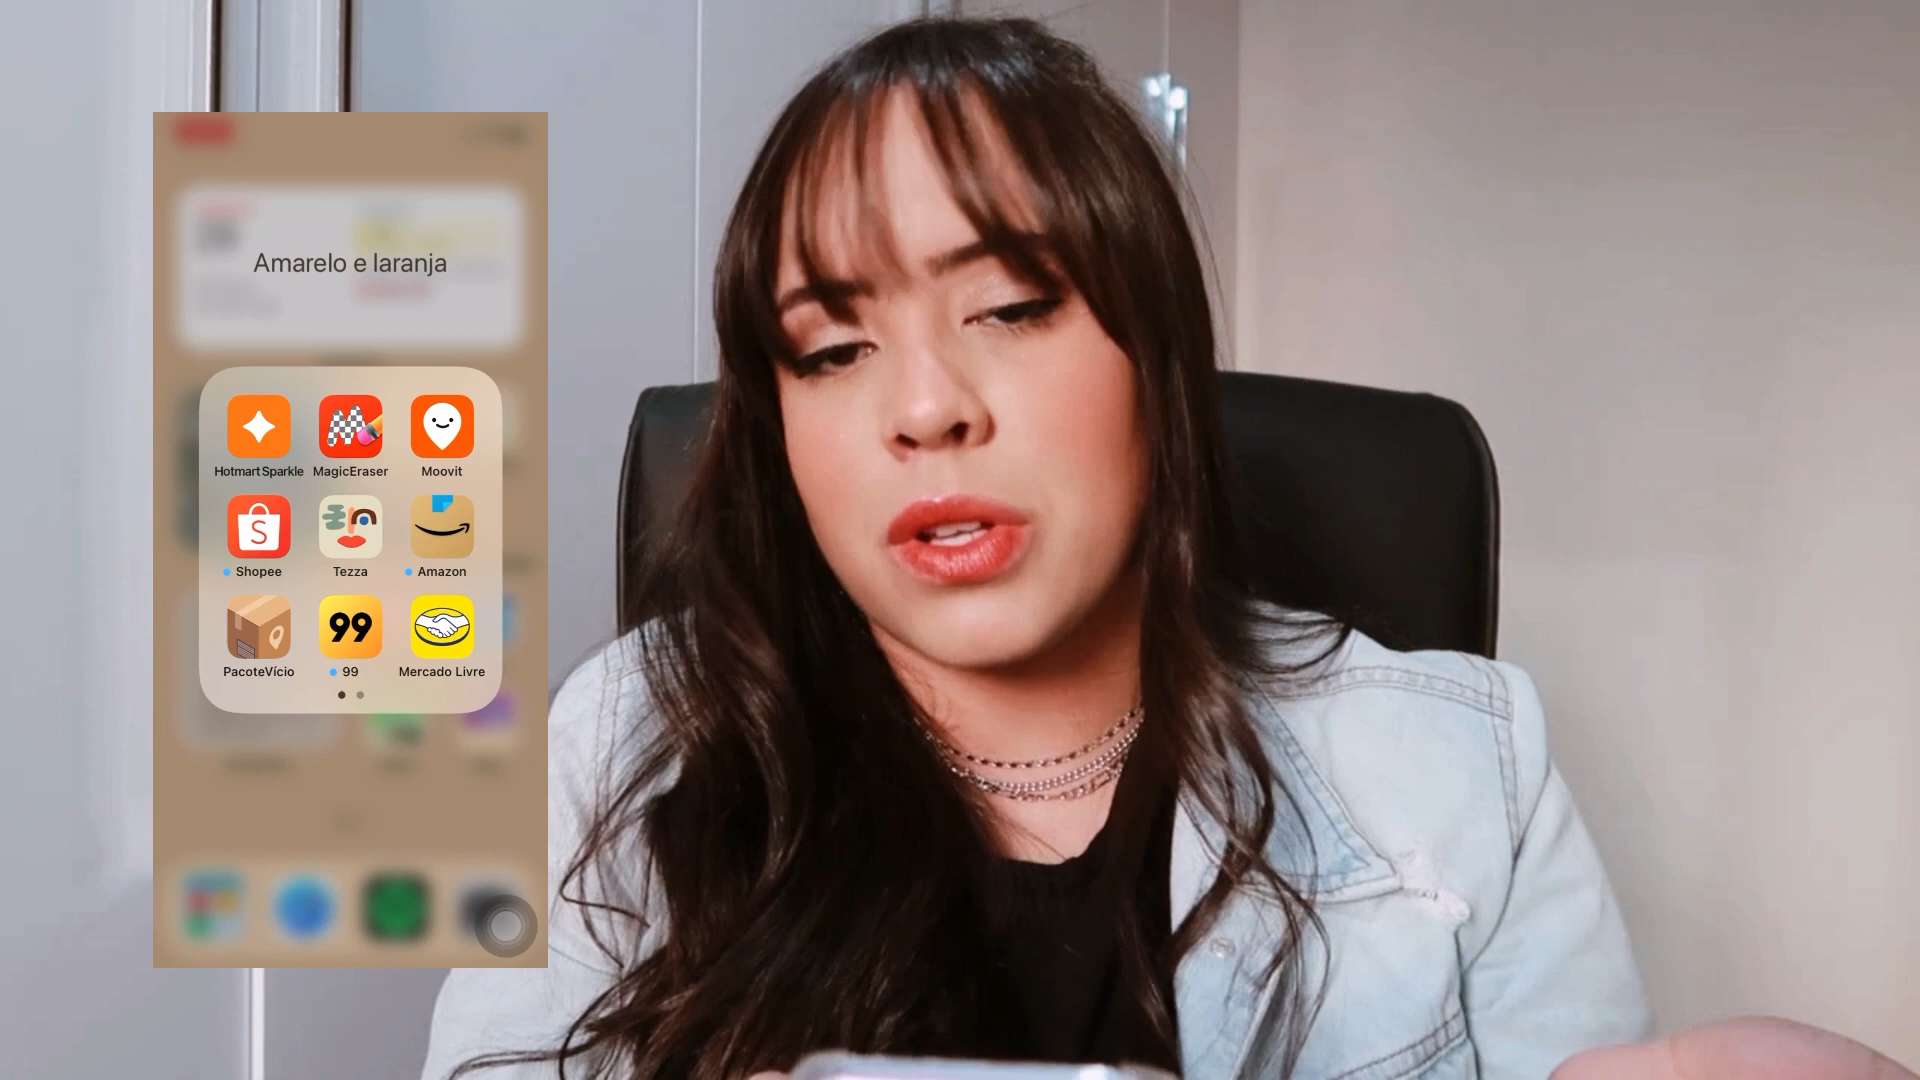 Amarelo e laranja
Hotmart Sparkle MagicEraser Moovit
S
Shopee Tezza Amazon
99
PacoteVício 99 Mercado Livre